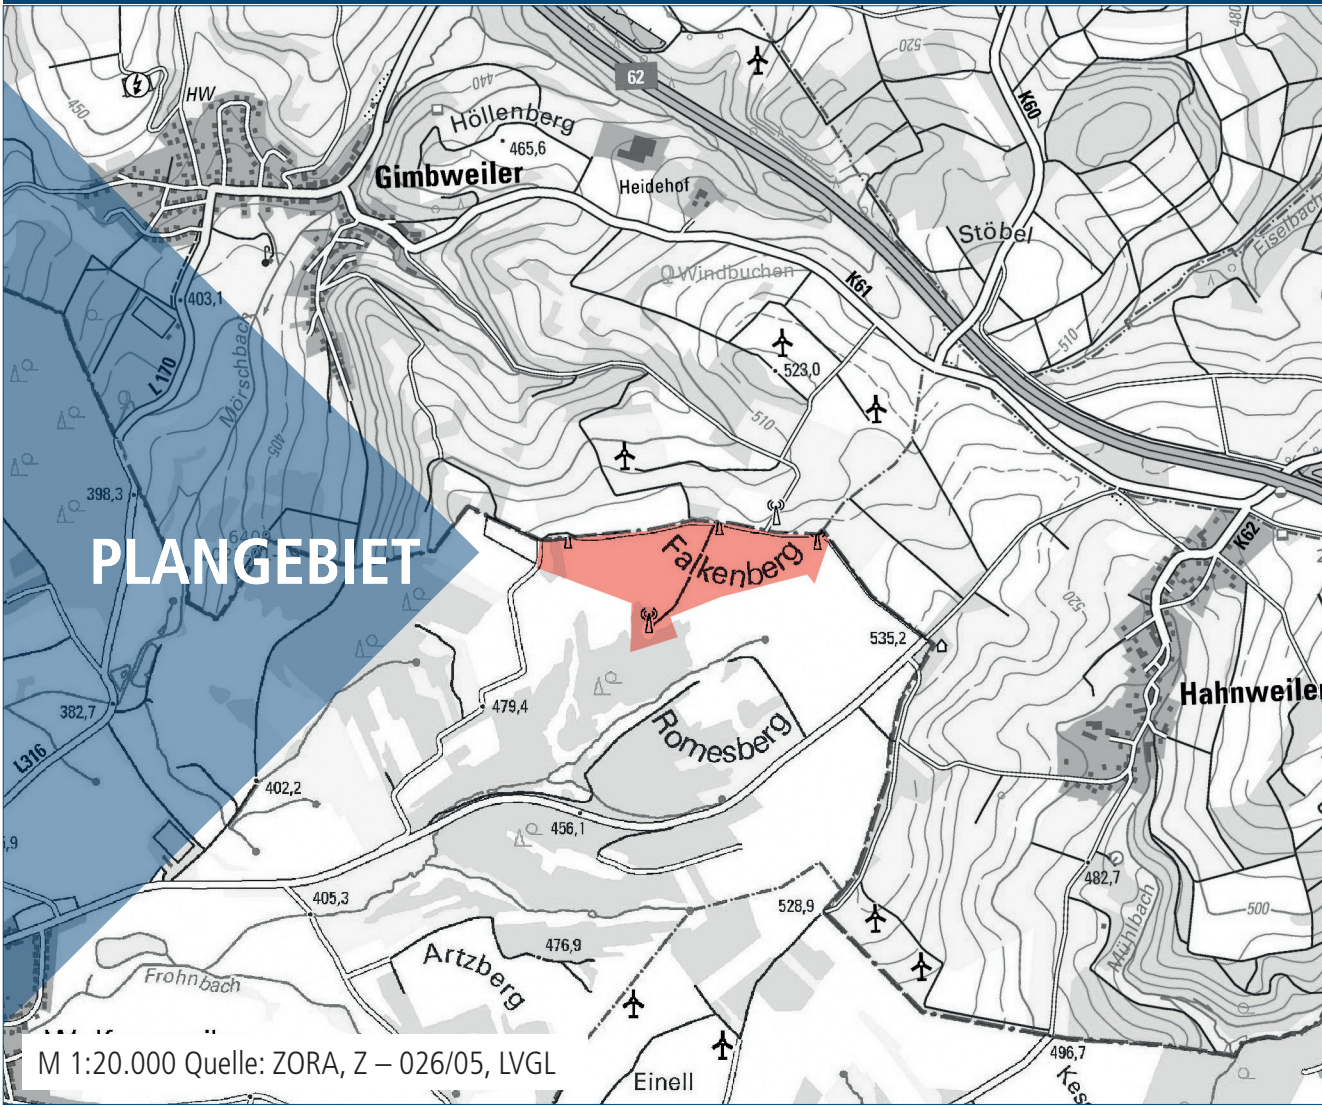 62
520
480
440
HW
450
Höllenberg
465,6
K60
Gimbweiler
Heidehof
Stöbel
Eiselbach
Windbuchen
K61
403,1
510
523,0
L170
Mörschbach
510
405
398,3
K62
PLANGEBIET
Falkenberg
520
535,2
382,7
479,4
Romesberg
Hahnweiler
L316
402,2
456,1
482,7
405,3
528,9
500
Mühlbach
476,9
Artzberg
Frohnbach
496,7
M 1:20.000 Quelle: ZORA, Z – 026/05, LVGL
Einell